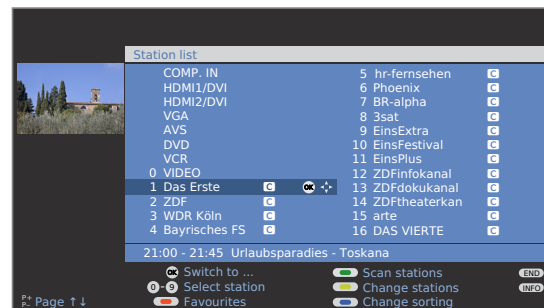 Station list
COMP. IN
HDMI1/DVI
HDMI2/DVI
VGA
AVS
DVD
VCR
0 VIDEO
1 Das Erste C OK
2 ZDF C
3 WDR Köln C
4 Bayrisches FS C
5 hr-fernsehen C
6 Phoenix C
7 BR-alpha C
8 3sat C
9 EinsExtra C
10 EinsFestival C
11 EinsPlus C
12 ZDFinfokanal C
13 ZDFdokukanal C
14 ZDFtheaterkan C
15 arte C
16 DAS VIERTE C
21:00 - 21:45 Urlaubsparadies - Toskana
OK Switch to ...
0 - 9 Select station
Favourites
Scan stations
Change stations
Change sorting
END
INFO
P+ P- Page ↑↓